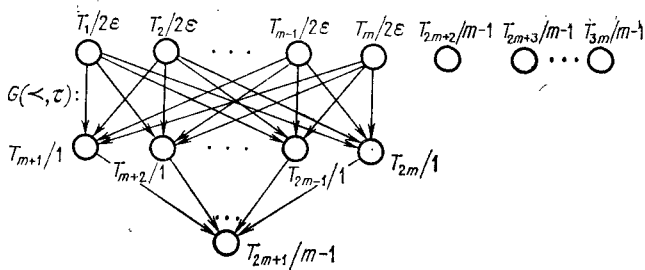 T₁/2ε T₂/2ε · · · Tₘ₋₁/2ε Tₘ/2ε T₂ₘ₊₂/m-1 T₂ₘ₊₃/m-1 T₃ₘ/m-1
G(≺,τ):
Tₘ₊₁/1 Tₘ₊₂/1 · · · T₂ₘ₋₁/1 T₂ₘ/1
T₂ₘ₊₁/m-1